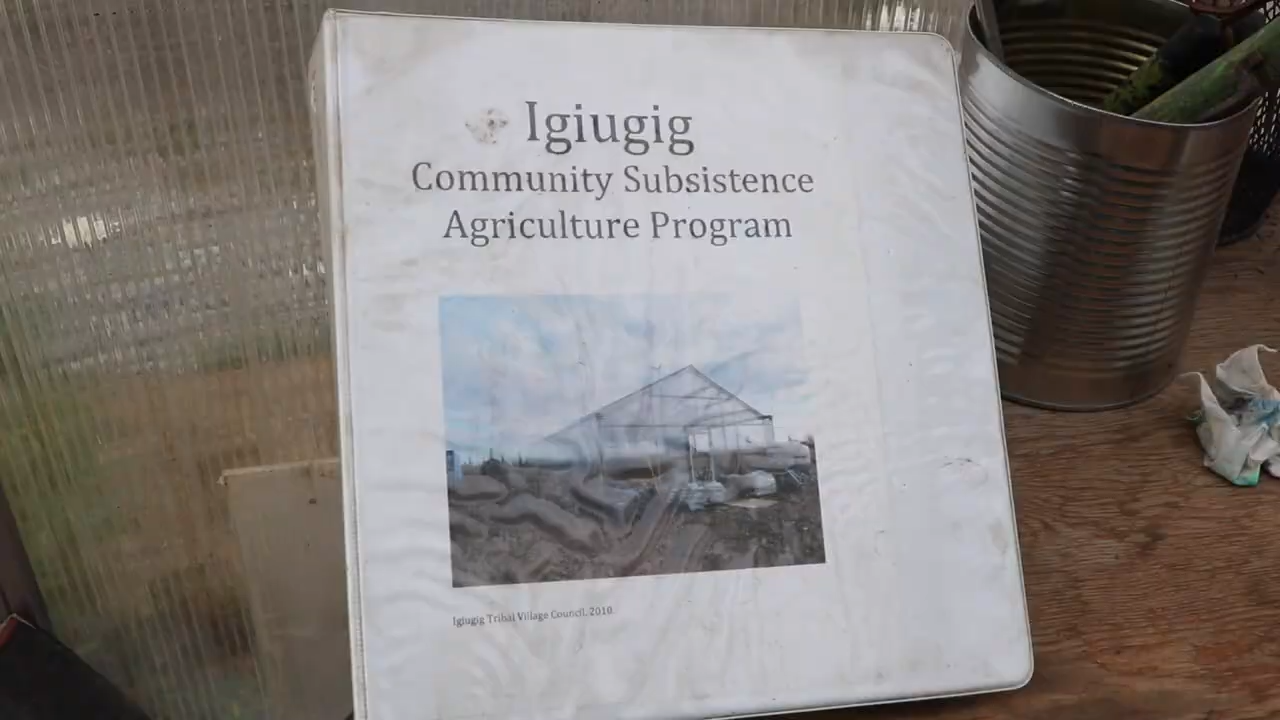 Igiugig
Community Subsistence
Agriculture Program
Igiugig Tribal Village Council, 2010.